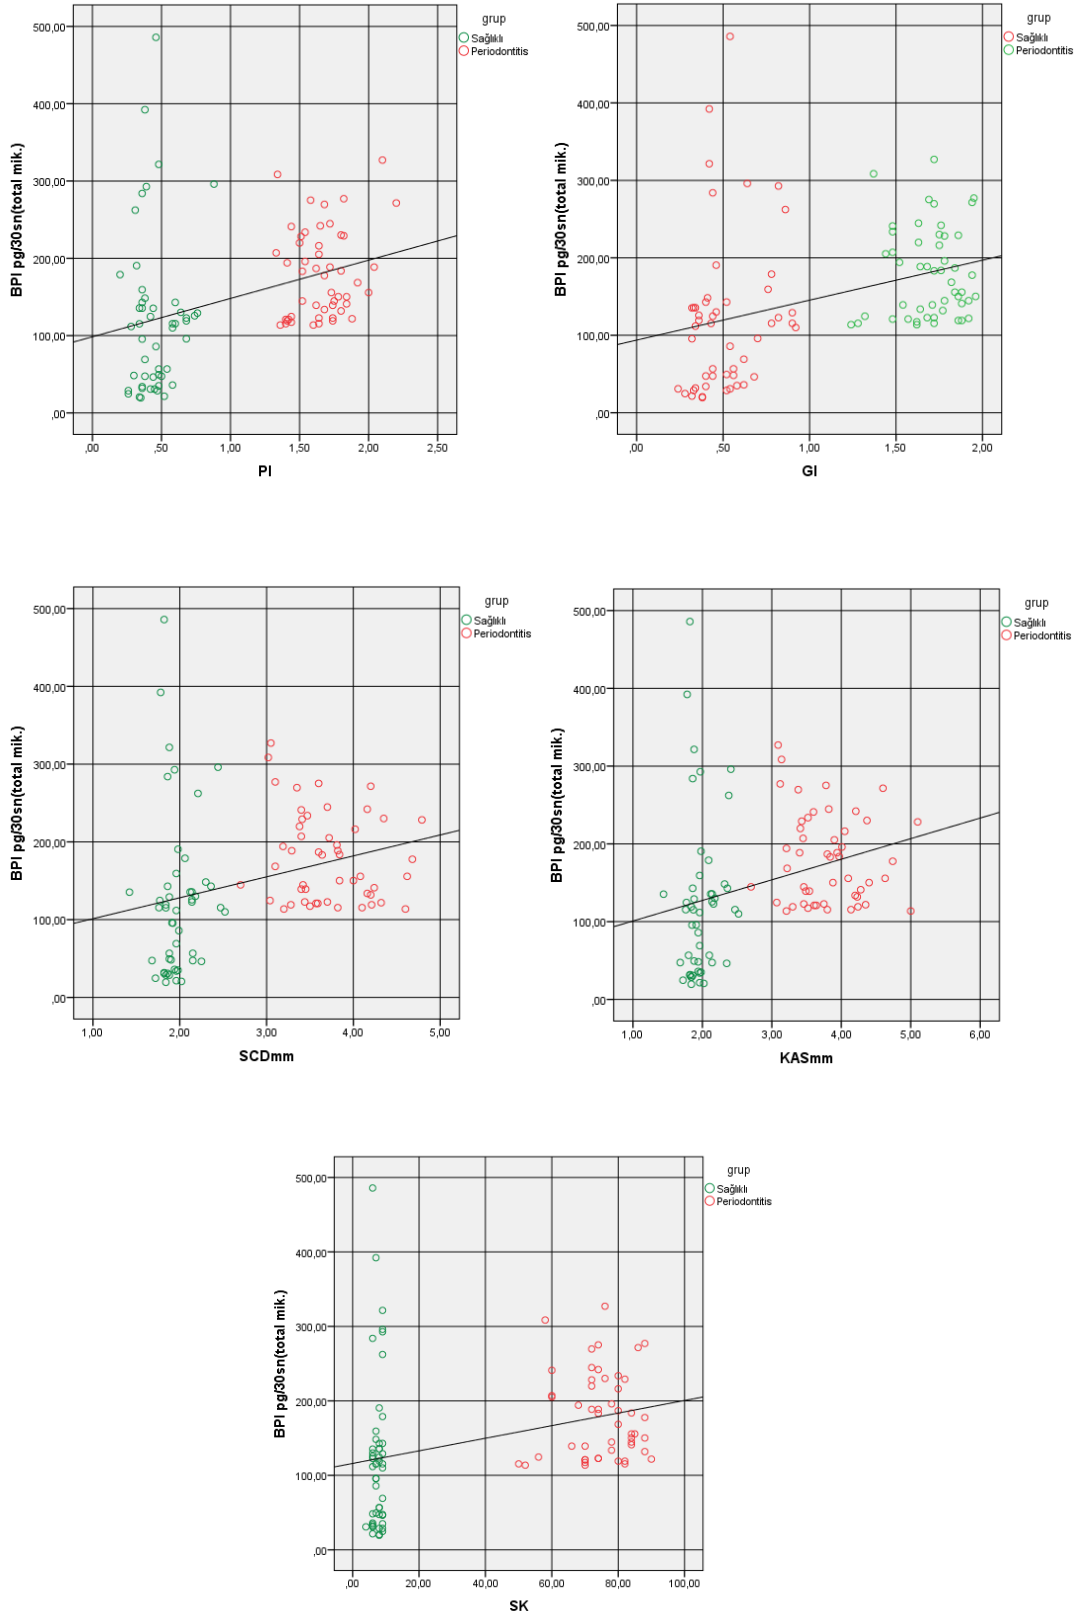 grup
Sağlıklı
Periodontitis
500,00
400,00
300,00
200,00
100,00
,00
BPI pg/30sn(total mik.)
,00 ,50 1,00 1,50 2,00 2,50
PI
grup
Sağlıklı
Periodontitis
500,00
400,00
300,00
200,00
100,00
,00
BPI pg/30sn(total mik.)
,00 ,50 1,00 1,50 2,00
GI
grup
Sağlıklı
Periodontitis
500,00
400,00
300,00
200,00
100,00
,00
BPI pg/30sn(total mik.)
1,00 2,00 3,00 4,00 5,00
SCDmm
grup
Sağlıklı
Periodontitis
500,00
400,00
300,00
200,00
100,00
,00
BPI pg/30sn(total mik.)
1,00 2,00 3,00 4,00 5,00 6,00
KASmm
grup
Sağlıklı
Periodontitis
500,00
400,00
300,00
200,00
100,00
,00
BPI pg/30sn(total mik.)
,00 20,00 40,00 60,00 80,00 100,00
SK